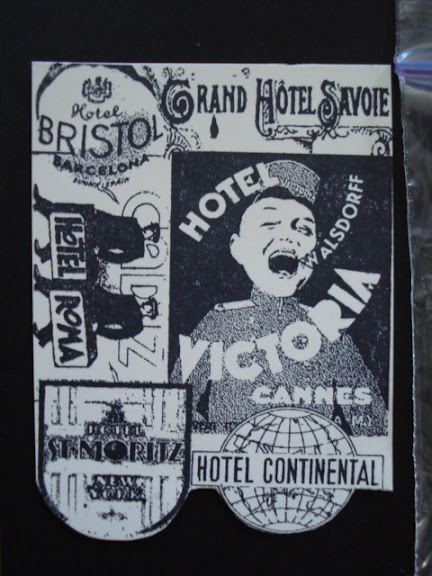 Hotel
BRISTOL
BARCELONA
GRAND HÔTEL SAVOIE
HOTEL
WALSDORFF
VICTORIA
CANNES
HOTEL ROMA
CADIZ
HOTEL
ST. MORITZ
NEW YORK
HOTEL CONTINENTAL